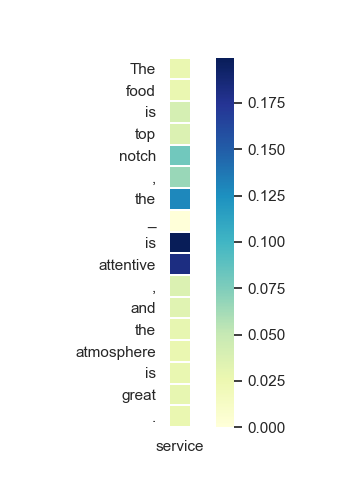 The
food
is
top
notch
,
the
_
is
attentive
,
and
the
atmosphere
is
great
.
service
0.175
0.150
0.125
0.100
0.075
0.050
0.025
0.000